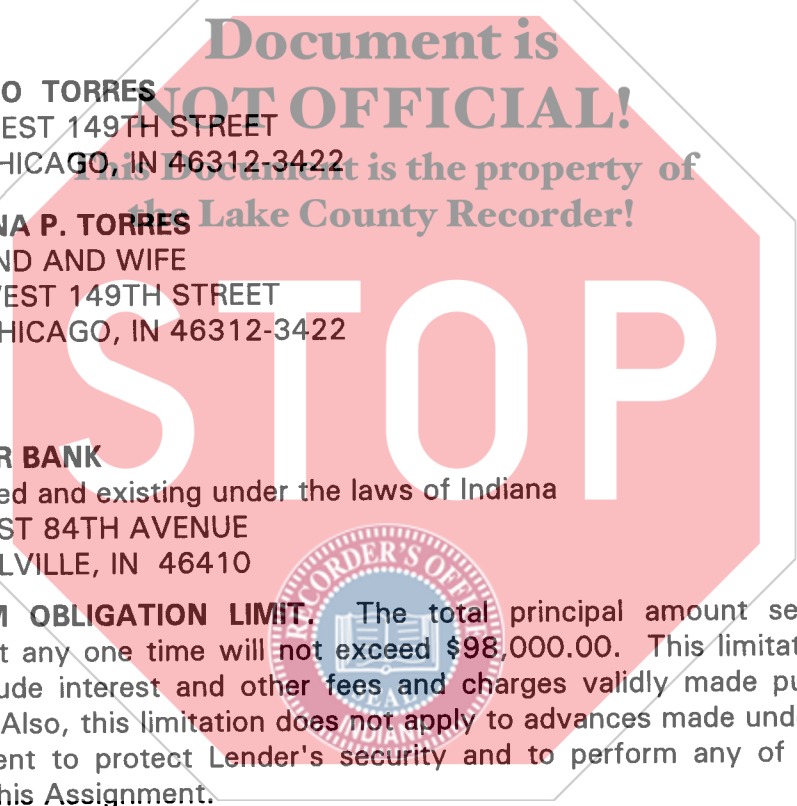 Document is
O TORRES
NOT OFFICIAL!
EST 149TH STREET
HICAGO, IN 46312-3422
This Document is the property of
the Lake County Recorder!
NA P. TORRES
ND AND WIFE
WEST 149TH STREET
HICAGO, IN 46312-3422
STOP
R BANK
ed and existing under the laws of Indiana
ST 84TH AVENUE
LVILLE, IN 46410
RECORDER'S OFFI
SEAL
INDIANA
M OBLIGATION LIMIT. The total principal amount se
t any one time will not exceed $98,000.00. This limitat
ude interest and other fees and charges validly made pu
Also, this limitation does not apply to advances made und
ent to protect Lender's security and to perform any of
his Assignment.